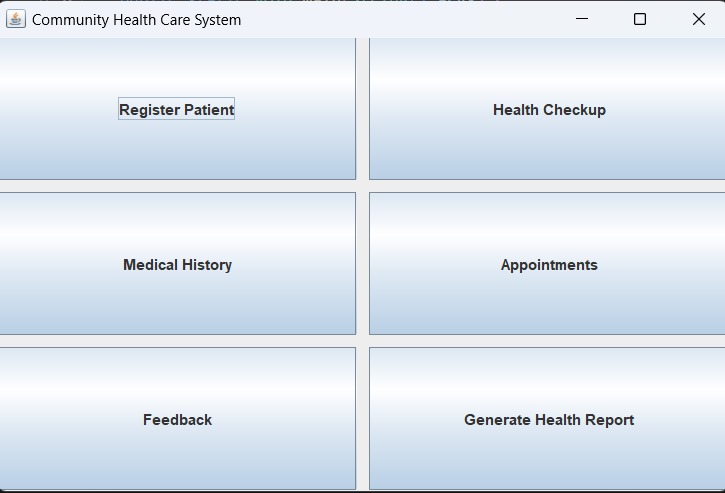 Community Health Care System
Register Patient
Health Checkup
Medical History
Appointments
Feedback
Generate Health Report